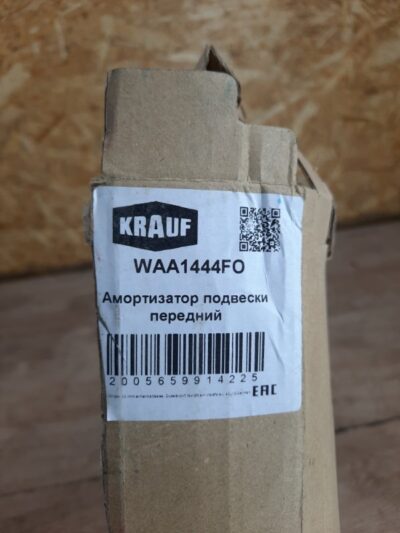 KRAUF
WAA1444FO
Амортизатор подвески
передний
2005659914225
EAC